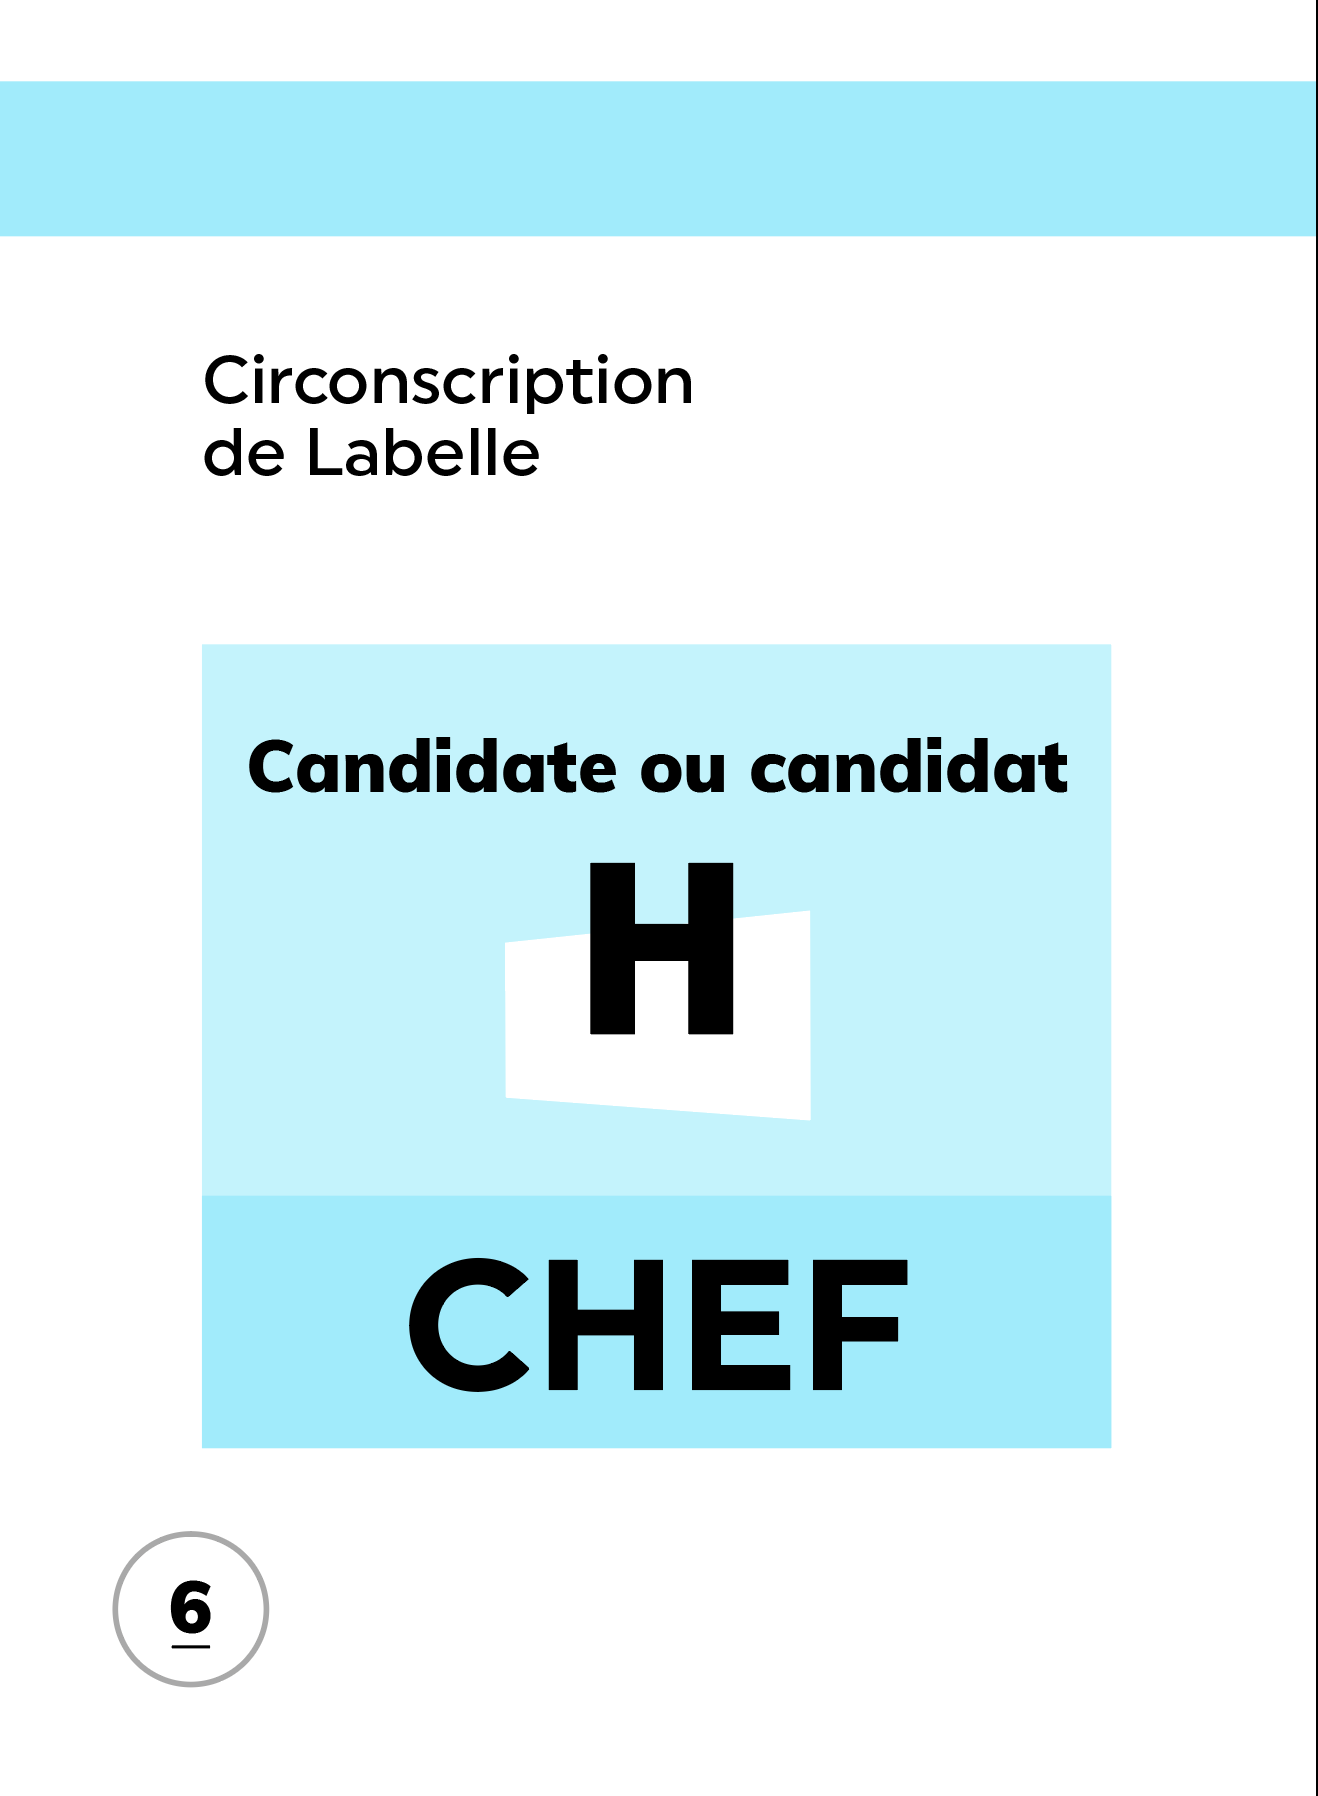 Circonscription
de Labelle
Candidate ou candidat
H
CHEF
6